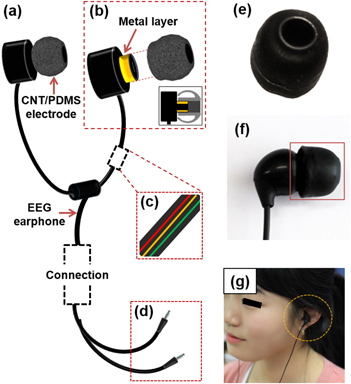 (a)
(b)
Metal layer
CNT/PDMS
electrode
EEG
earphone
(c)
Connection
(d)
(e)
(f)
(g)